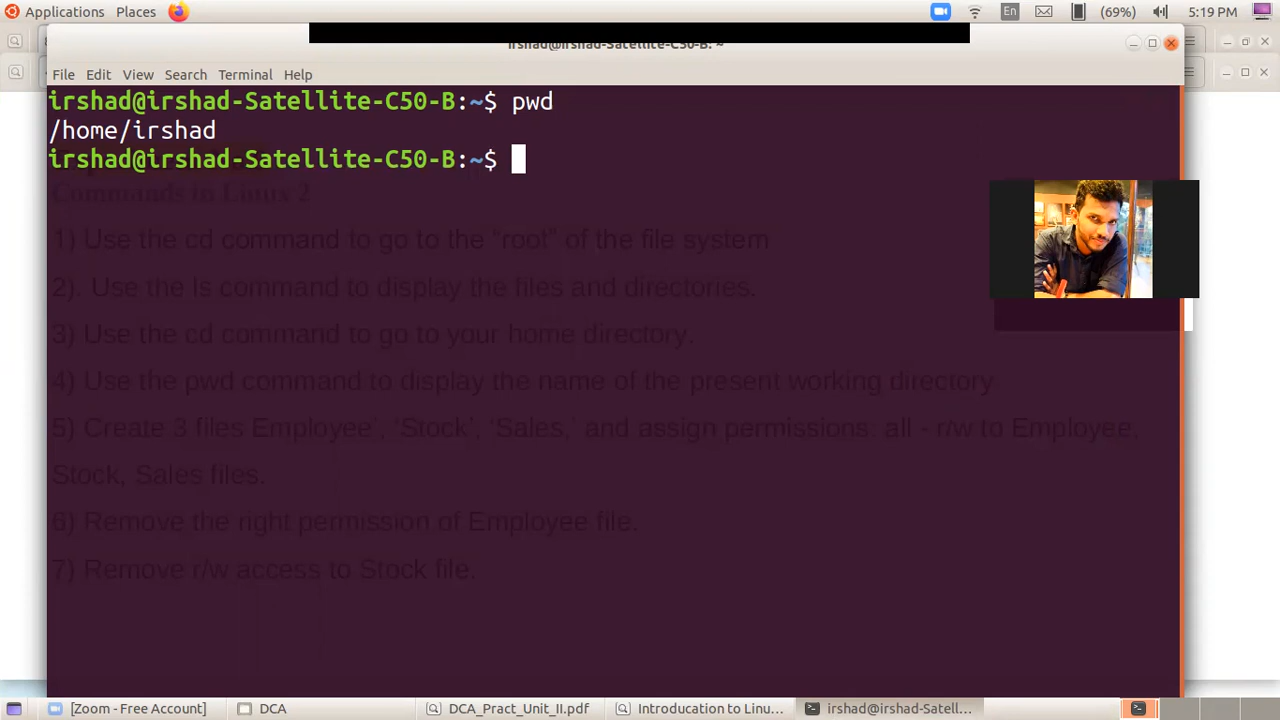 Applications Places En (69%) 5:19 PM
irshad@irshad-Satellite-C50-B: ~
File Edit View Search Terminal Help
irshad@irshad-Satellite-C50-B:~$ pwd
/home/irshad
irshad@irshad-Satellite-C50-B:~$
Commands in Linux 2
1) Use the cd command to go to the "root" of the file system
2). Use the ls command to display the files and directories.
3) Use the cd command to go to your home directory.
4) Use the pwd command to display the name of the present working directory
5) Create 3 files Employee', 'Stock', 'Sales,' and assign permissions: all - r/w to Employee,
Stock, Sales files.
6) Remove the right permission of Employee file.
7) Remove r/w access to Stock file.
[Zoom - Free Account] DCA DCA_Pract_Unit_II.pdf Introducation to Linu... irshad@irshad-Satell...